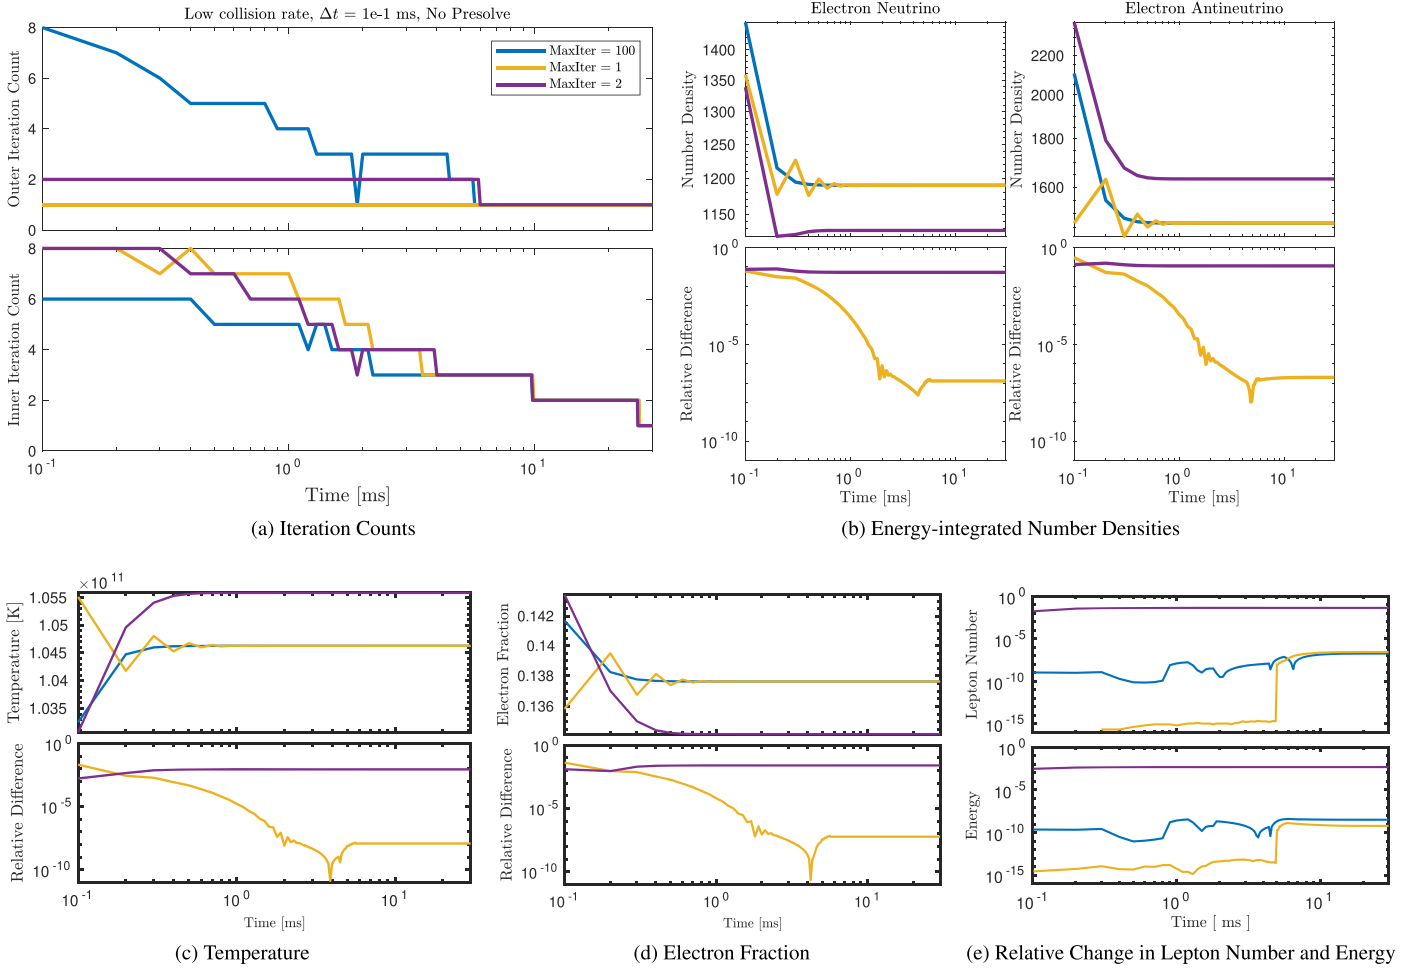 Low collision rate, Δt = 1e-1 ms, No Presolve
Outer Iteration Count
8
6
4
2
0
MaxIter = 100
MaxIter = 1
MaxIter = 2
Inner Iteration Count
8
6
4
2
0
10^-1
10^0
10^1
Time [ms]
(a) Iteration Counts
Electron Neutrino
Number Density
1400
1350
1300
1250
1200
1150
Relative Difference
10^0
10^-5
10^-10
10^-1
10^0
10^1
Time [ms]
Electron Antineutrino
Number Density
2200
2000
1800
1600
Relative Difference
10^0
10^-5
10^-10
10^-1
10^0
10^1
Time [ms]
(b) Energy-integrated Number Densities
×10^11
Temperature [K]
1.055
1.05
1.045
1.04
1.035
Relative Difference
10^0
10^-5
10^-10
10^-1
10^0
10^1
Time [ms]
(c) Temperature
Electron Fraction
0.142
0.14
0.138
0.136
Relative Difference
10^0
10^-5
10^-10
10^-1
10^0
10^1
Time [ms]
(d) Electron Fraction
Lepton Number
10^0
10^-5
10^-10
10^-15
Energy
10^0
10^-5
10^-10
10^-15
10^-1
10^0
10^1
Time [ ms ]
(e) Relative Change in Lepton Number and Energy